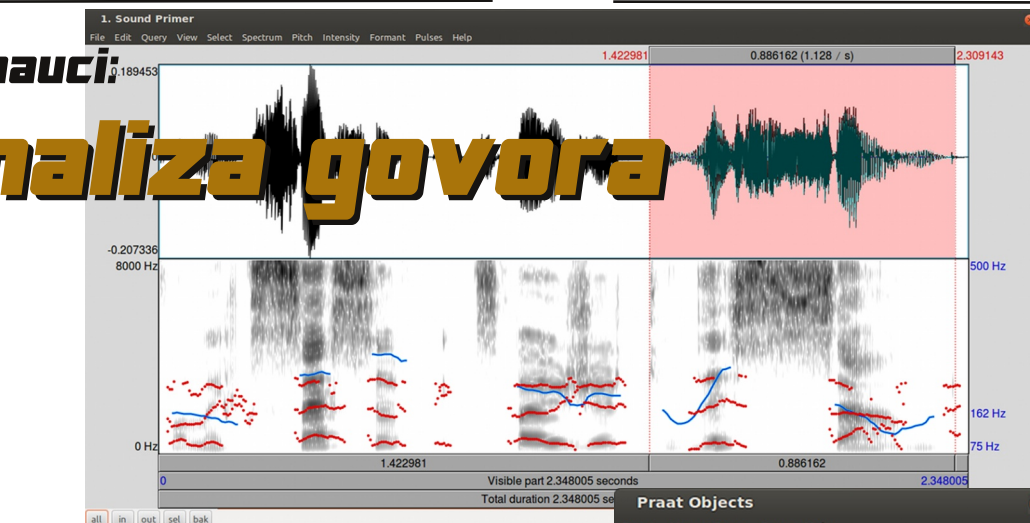 1. Sound Primer
File Edit Query View Select Spectrum Pitch Intensity Formant Pulses Help
1.422981 0.886162 (1.128 / s) 2.309143
nauci:
0.189453
naliza govora
-0.207336
8000 Hz 500 Hz
162 Hz
0 Hz 75 Hz
1.422981 0.886162
0 Visible part 2.348005 seconds 2.348005
Total duration 2.348005 se
Praat Objects
all in out sel bak